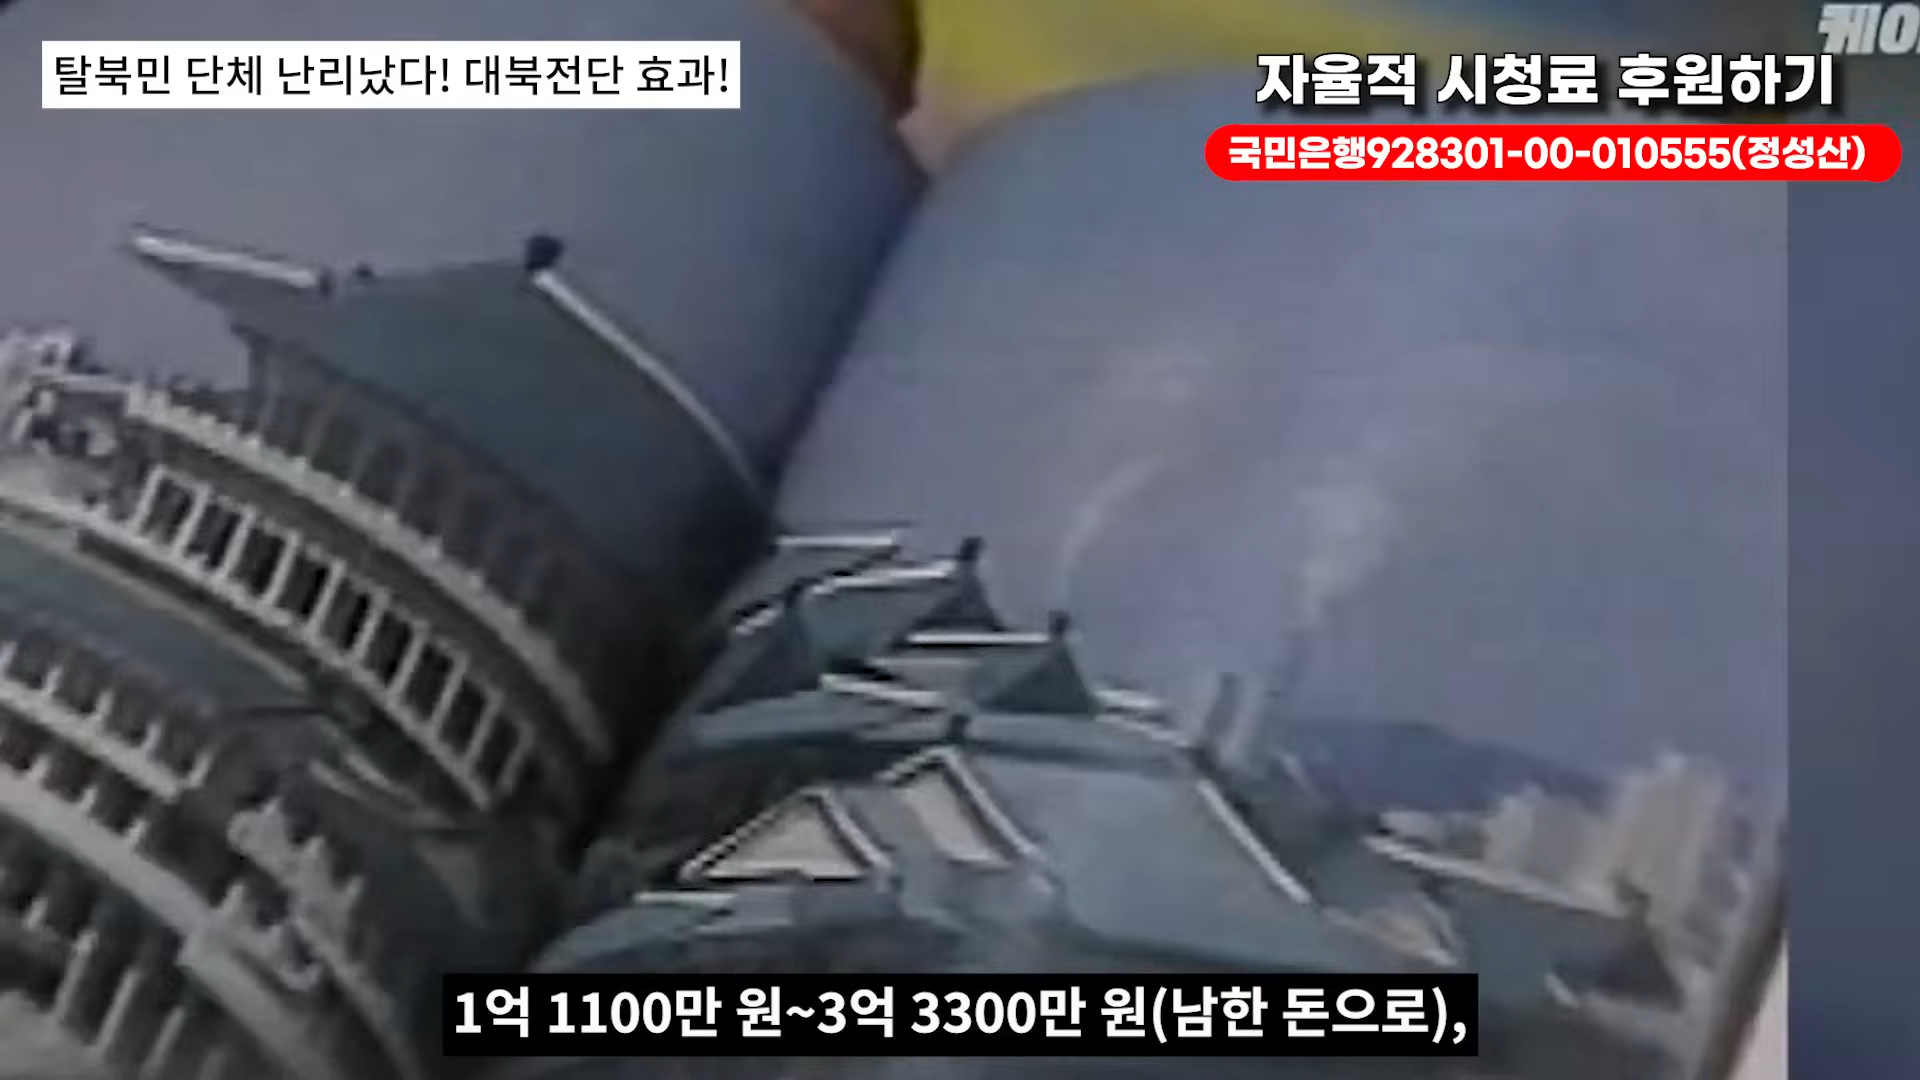 탈북민 단체 난리났다! 대북전단 효과!
자율적 시청료 후원하기
국민은행928301-00-010555(정성산)
1억 1100만 원~3억 3300만 원(남한 돈으로),